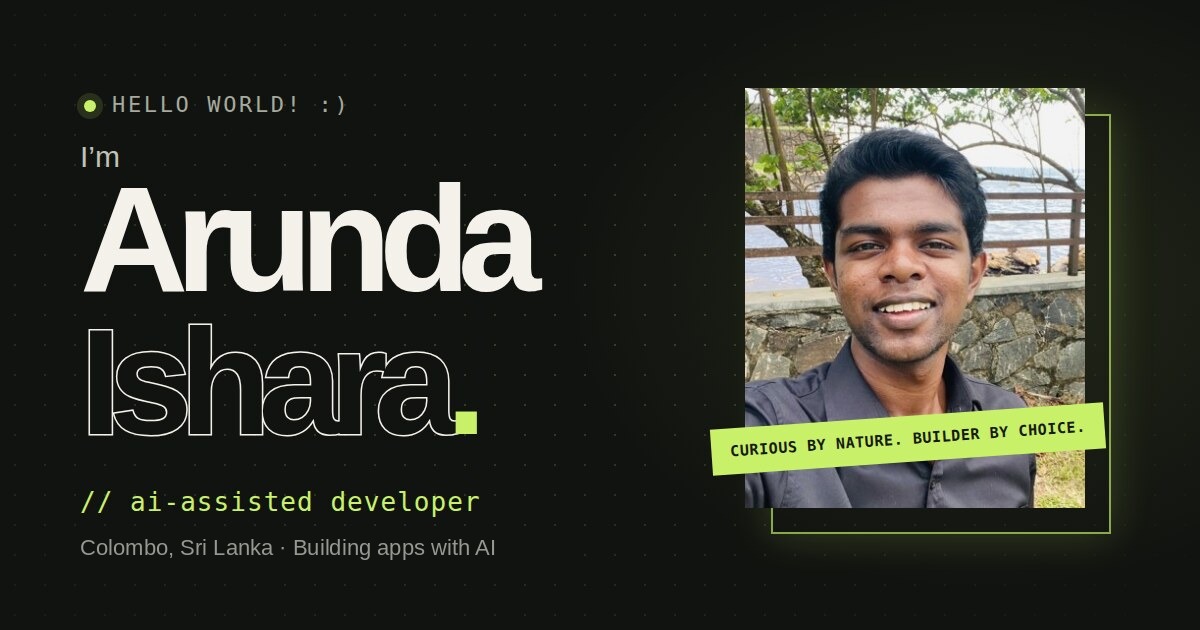 HELLO WORLD! :)
I’m
Arunda
Ishara.
// ai-assisted developer
Colombo, Sri Lanka · Building apps with AI
CURIOUS BY NATURE. BUILDER BY CHOICE.